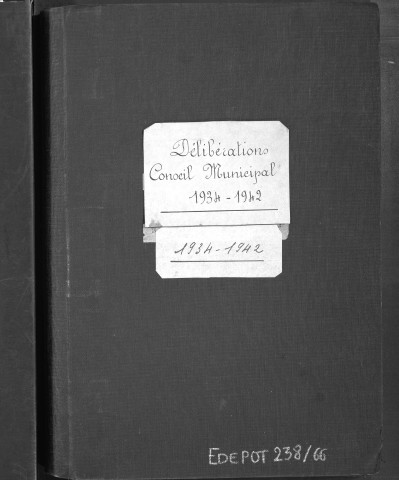 Délibérations
Conseil Municipal
1934-1942
1934-1942
EDEPOT 238/66